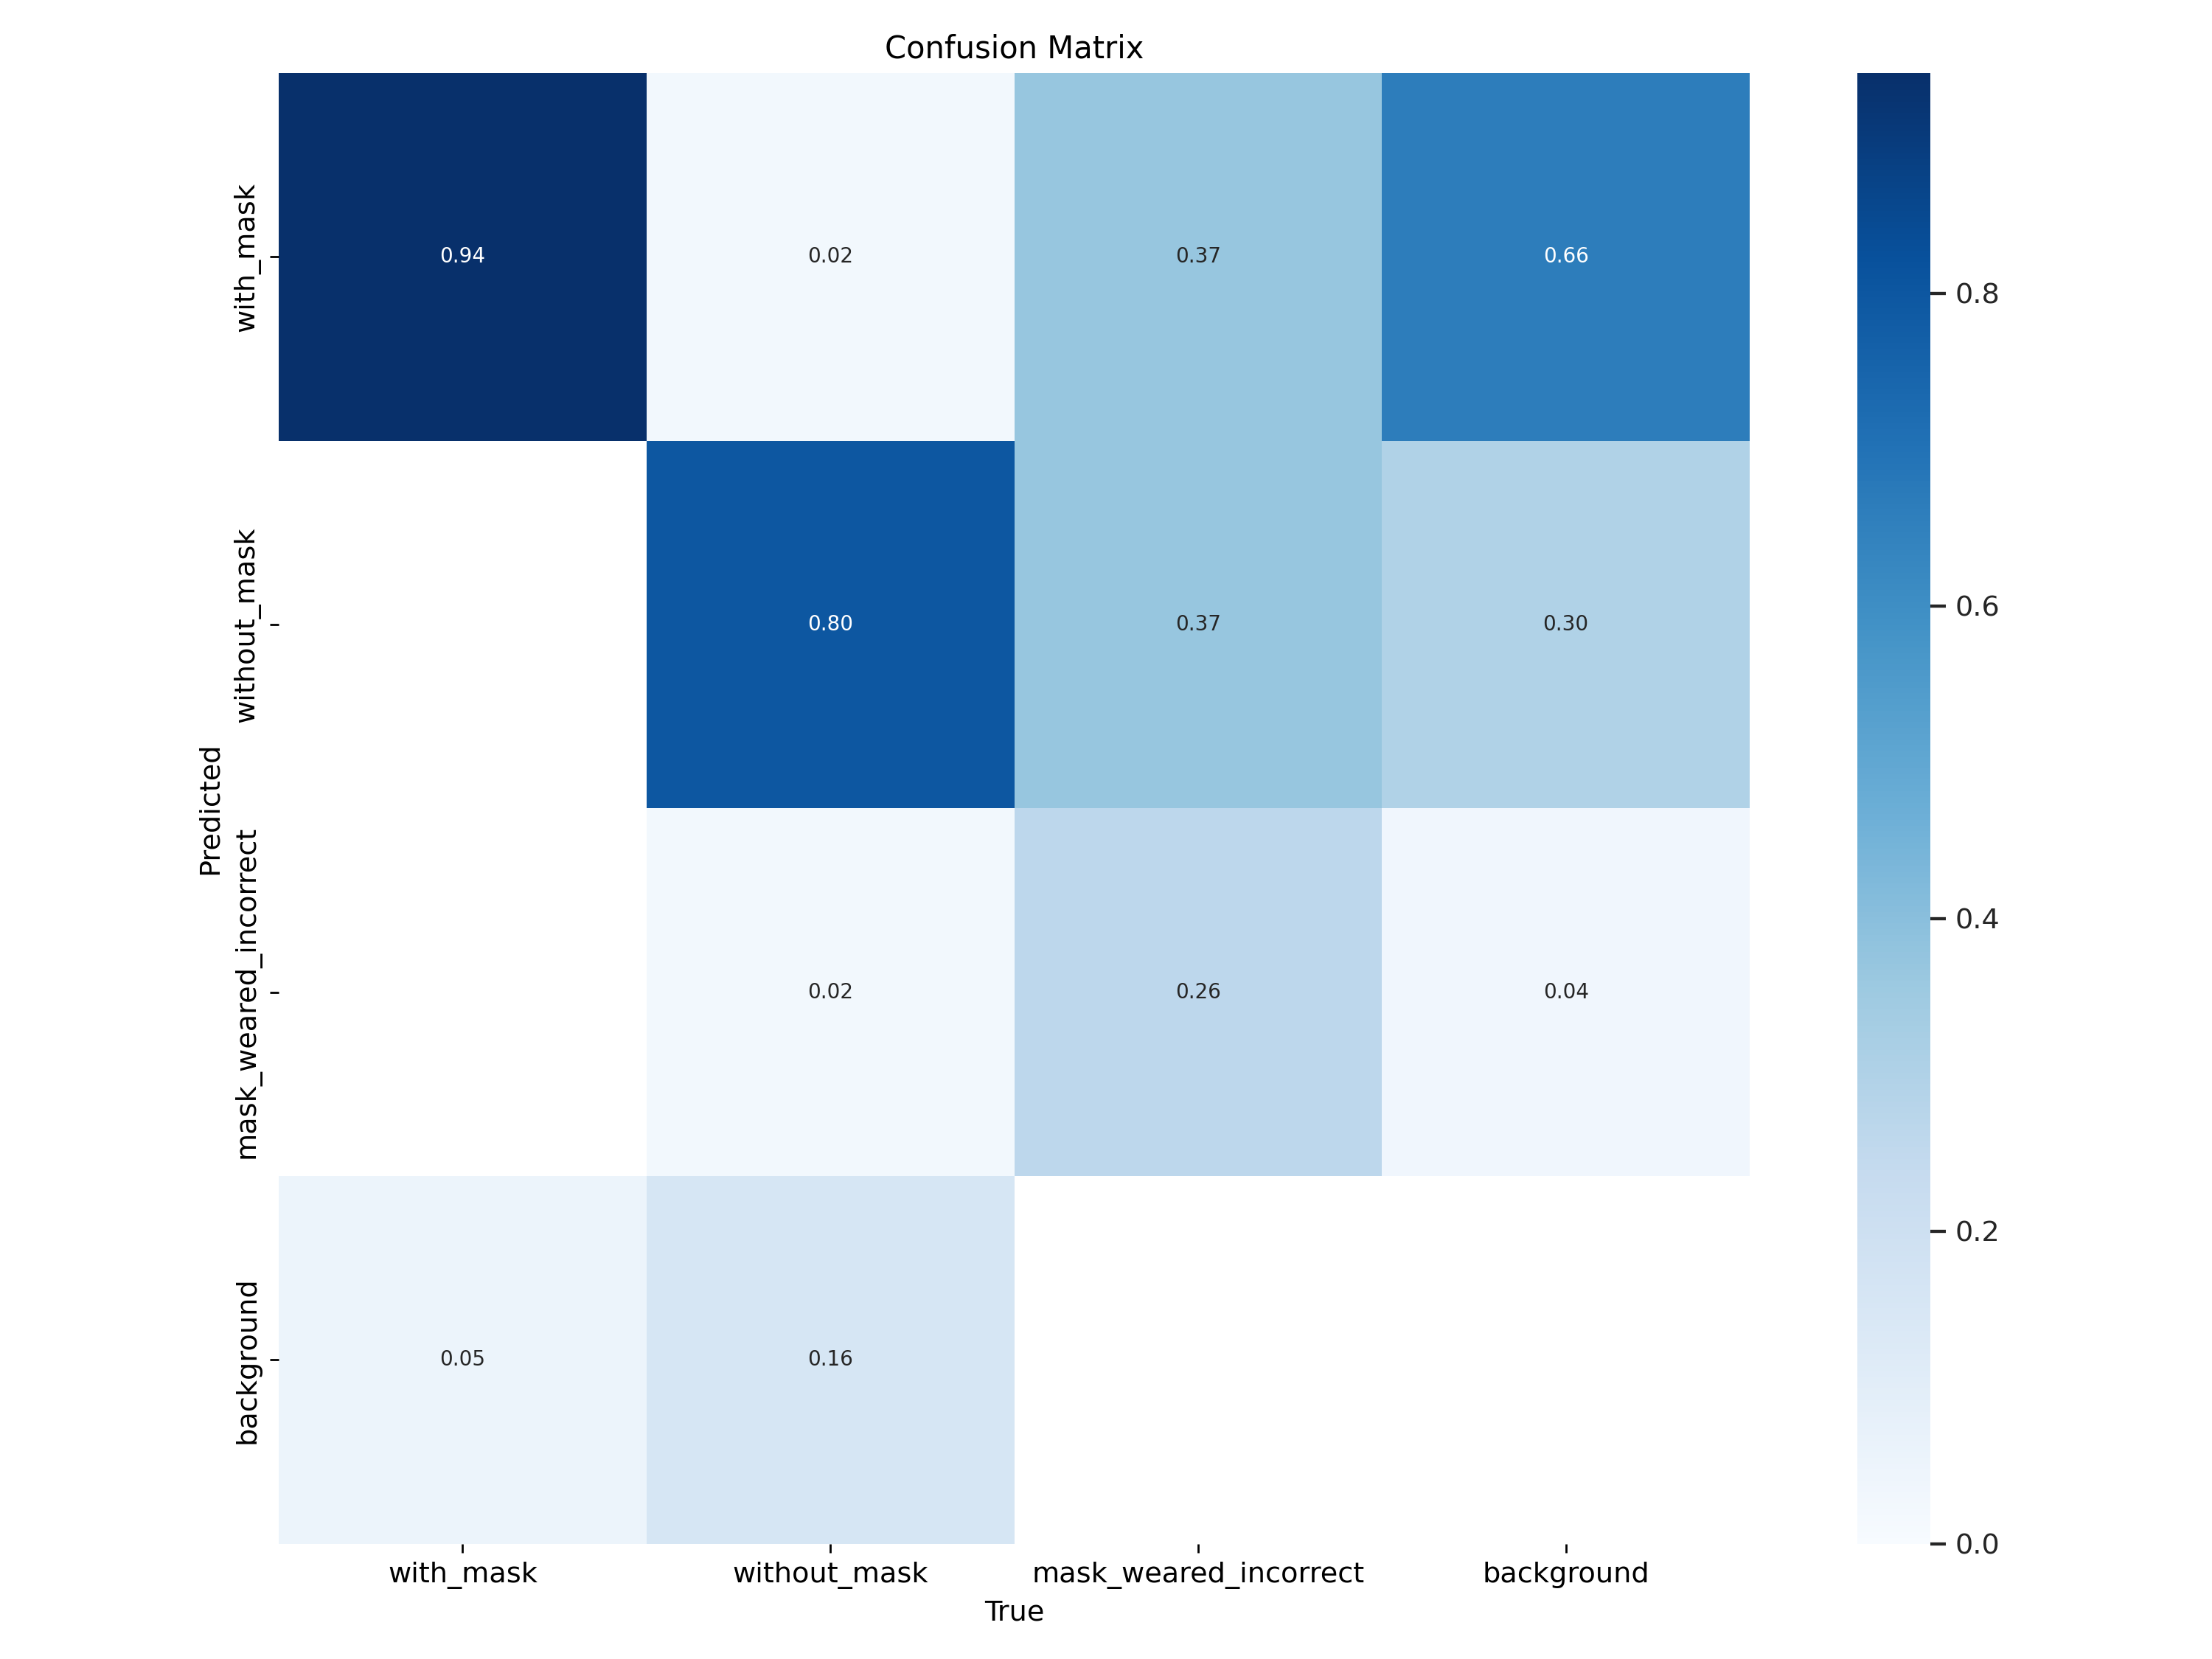 Confusion Matrix
with_mask
0.94
0.02
0.37
0.66
without_mask
0.80
0.37
0.30
Predicted
mask_weared_incorrect
0.02
0.26
0.04
background
0.05
0.16
with_mask
without_mask
mask_weared_incorrect
background
True
0.8
0.6
0.4
0.2
0.0